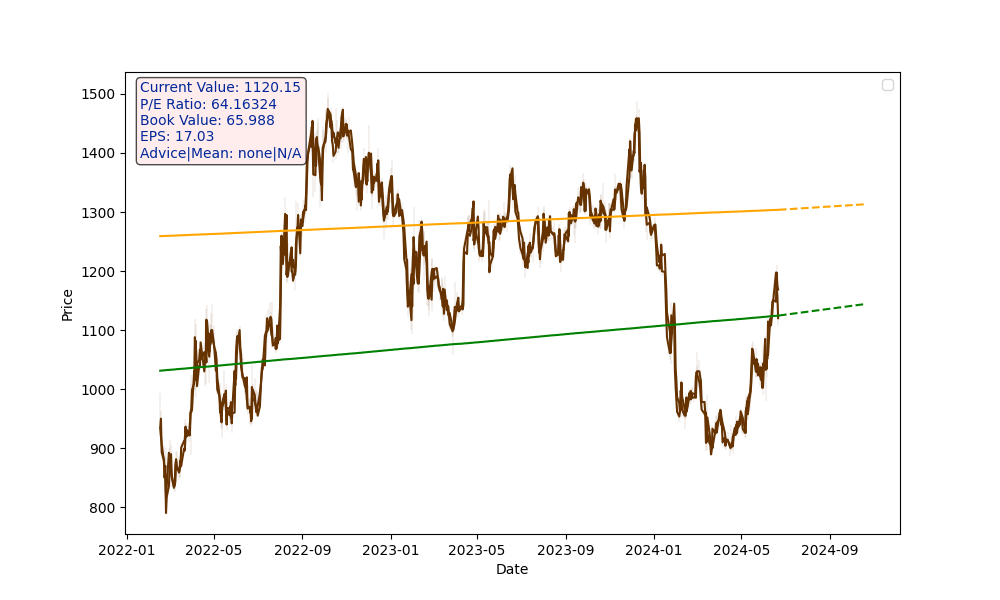 Current Value: 1120.15
P/E Ratio: 64.16324
Book Value: 65.988
EPS: 17.03
Advice|Mean: none|N/A
1500
1400
1300
1200
1100
1000
900
800
Price
2022-01 2022-05 2022-09 2023-01 2023-05 2023-09 2024-01 2024-05 2024-09
Date